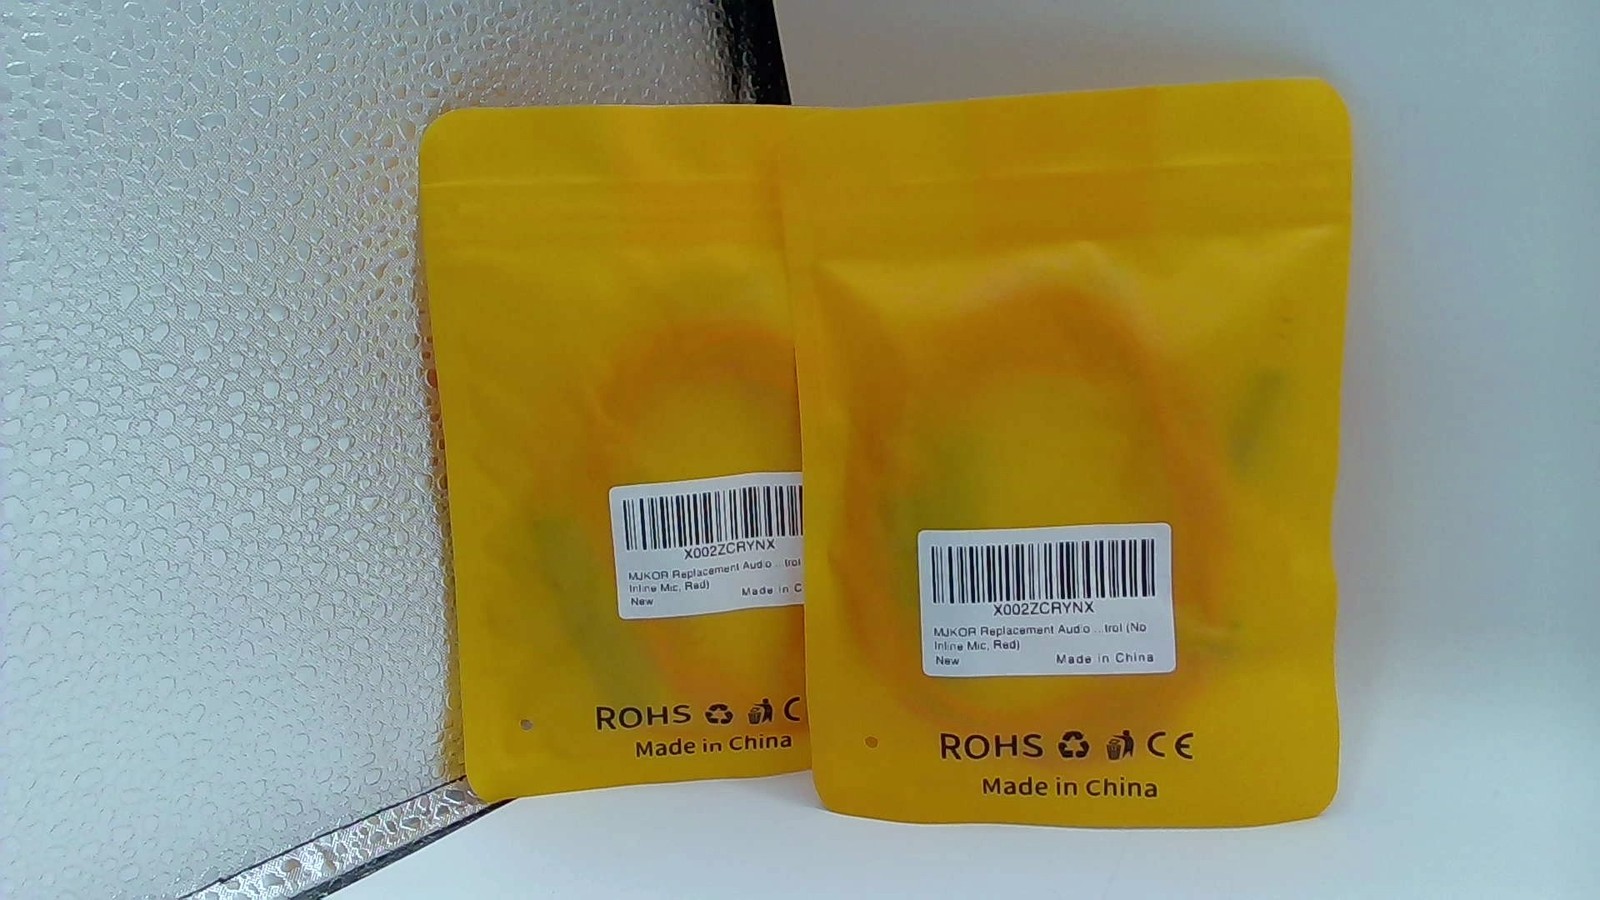 X002ZCRYNX
MJKOR Replacement Audio ...trol
Inline Mic, Red)
New Made in C
ROHS C
Made in China
X002ZCRYNX
MJKOR Replacement Audio ...trol (No
Inline Mic, Red)
New Made in China
ROHS CE
Made in China